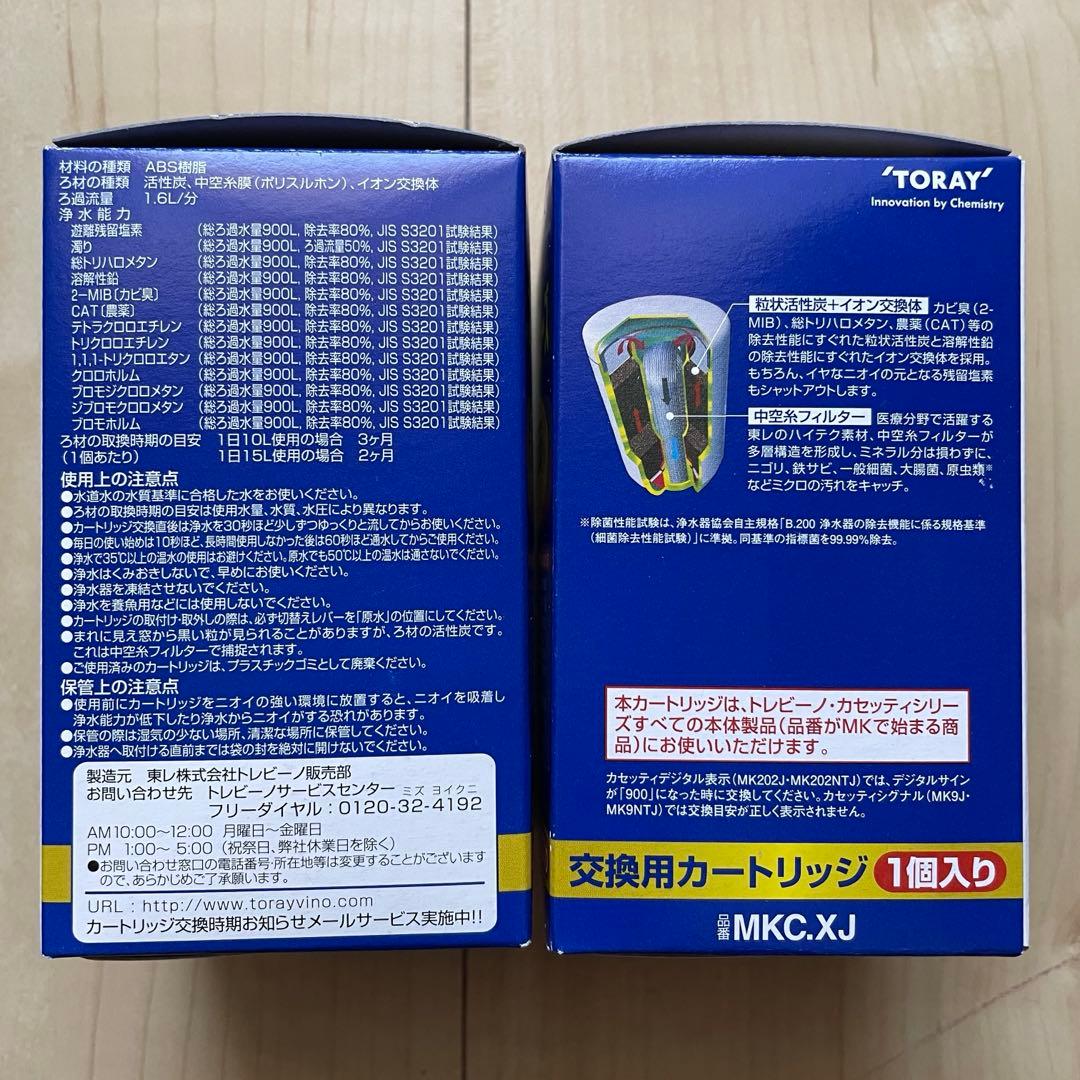 材料の種類 ABS樹脂
ろ材の種類 活性炭、中空糸膜(ポリスルホン)、イオン交換体
ろ過流量 1.6L/分
浄水能力
遊離残留塩素 (総ろ過水量900L, 除去率80%, JIS S3201試験結果)
濁り (総ろ過水量900L, ろ過流量50%, JIS S3201試験結果)
総トリハロメタン (総ろ過水量900L, 除去率80%, JIS S3201試験結果)
溶解性鉛 (総ろ過水量900L, 除去率80%, JIS S3201試験結果)
2-MIB〔カビ臭〕 (総ろ過水量900L, 除去率80%, JIS S3201試験結果)
CAT〔農薬〕 (総ろ過水量900L, 除去率80%, JIS S3201試験結果)
テトラクロロエチレン (総ろ過水量900L, 除去率80%, JIS S3201試験結果)
トリクロロエチレン (総ろ過水量900L, 除去率80%, JIS S3201試験結果)
1,1,1-トリクロロエタン (総ろ過水量900L, 除去率80%, JIS S3201試験結果)
クロロホルム (総ろ過水量900L, 除去率80%, JIS S3201試験結果)
ブロモジクロロメタン (総ろ過水量900L, 除去率80%, JIS S3201試験結果)
ジブロモクロロメタン (総ろ過水量900L, 除去率80%, JIS S3201試験結果)
ブロモホルム (総ろ過水量900L, 除去率80%, JIS S3201試験結果)
ろ材の取換時期の目安 1日10L使用の場合 3ヶ月
(1個あたり) 1日15L使用の場合 2ヶ月
使用上の注意点
●水道水の水質基準に合格した水をお使いください。
●ろ材の取換時期の目安は使用水量、水質、水圧により異なります。
●カートリッジ交換直後は浄水を30秒ほど少しずつゆっくりと流してからお使いください。
●毎日の使い始めは10秒ほど、長時間使用しなかった後は60秒ほど通水してからご使用ください。
●浄水で35℃以上の温水の使用はお避けください。原水でも50℃以上の温水は通さないでください。
●浄水はくみおきしないで、早めにお使いください。
●浄水器を凍結させないでください。
●浄水を養魚用などには使用しないでください。
●カートリッジの取付け・取外しの際は、必ず切替えレバーを「原水」の位置にしてください。
●まれに見え窓から黒い粒が見られることがありますが、ろ材の活性炭です。
これは中空糸フィルターで捕捉されます。
●ご使用済みのカートリッジは、プラスチックゴミとして廃棄ください。
保管上の注意点
●使用前にカートリッジをニオイの強い環境に放置すると、ニオイを吸着し
浄水能力が低下したり浄水からニオイがする恐れがあります。
●保管の際は湿気の少ない場所、清潔な場所に保管してください。
●浄水器へ取付ける直前までは袋の封を絶対に開けないでください。
製造元 東レ株式会社トレビーノ販売部
お問い合わせ先 トレビーノサービスセンター
ミズ ヨイクニ
フリーダイヤル:0120-32-4192
AM10:00~12:00 月曜日~金曜日
PM 1:00~ 5:00 (祝祭日、弊社休業日を除く)
●お問い合わせ窓口の電話番号・所在地等は変更することがございます
ので、あらかじめご了承願います。
URL : http://www.torayvino.com
カートリッジ交換時期お知らせメールサービス実施中!!
'TORAY'
Innovation by Chemistry
粒状活性炭+イオン交換体 カビ臭(2-
MIB)、総トリハロメタン、農薬(CAT)等の
除去性能にすぐれた粒状活性炭と溶解性鉛
の除去性能にすぐれたイオン交換体を採用。
もちろん、イヤなニオイの元となる残留塩素
もシャットアウトします。
中空糸フィルター 医療分野で活躍する
東レのハイテク素材、中空糸フィルターが
多層構造を形成し、ミネラル分は損わずに、
ニゴリ、鉄サビ、一般細菌、大腸菌、原虫類※
などミクロの汚れをキャッチ。
※除菌性能試験は、浄水器協会自主規格「B.200 浄水器の除去機能に係る規格基準
(細菌除去性能試験)」に準拠。同基準の指標菌を99.99%除去。
本カートリッジは、トレビーノ・カセッティシリー
ズすべての本体製品(品番がMKで始まる商
品)にお使いいただけます。
カセッティデジタル表示(MK202J・MK202NTJ)では、デジタルサイン
が「900」になった時に交換してください。カセッティシグナル(MK9J・
MK9NTJ)では交換目安が正しく表示されません。
交換用カートリッジ 1個入り
品番 MKC.XJ